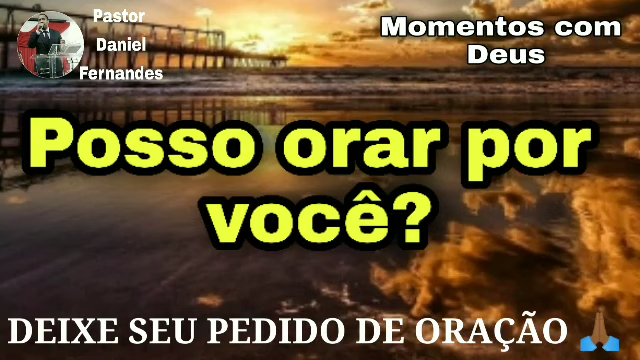 Pastor
Daniel
Fernandes
Momentos com
Deus
Posso orar por
você?
DEIXE SEU PEDIDO DE ORAÇÃO 🙏🏾